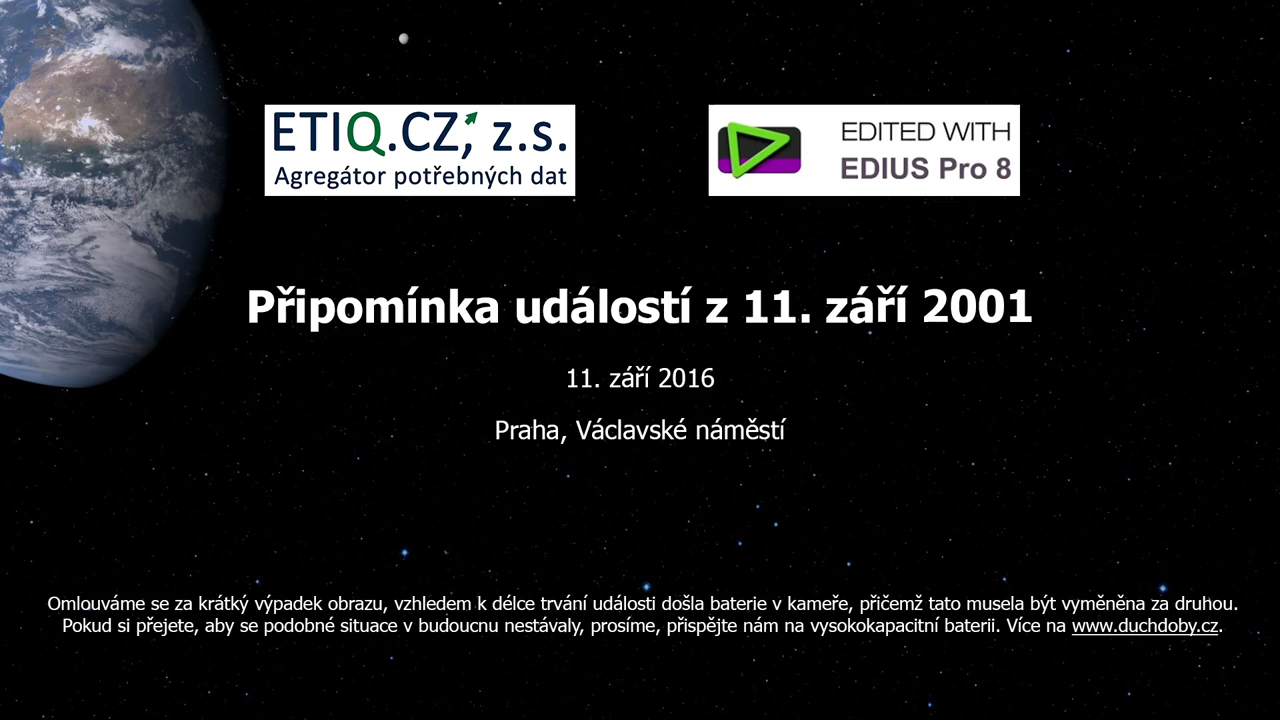 ETIQ.CZ, z.s.
Agregátor potřebných dat
EDITED WITH
EDIUS Pro 8
Připomínka událostí z 11. září 2001
11. září 2016
Praha, Václavské náměstí
Omlouváme se za krátký výpadek obrazu, vzhledem k délce trvání události došla baterie v kameře, přičemž tato musela být vyměněna za druhou.
Pokud si přejete, aby se podobné situace v budoucnu nestávaly, prosíme, přispějte nám na vysokokapacitní baterii. Více na www.duchdoby.cz.